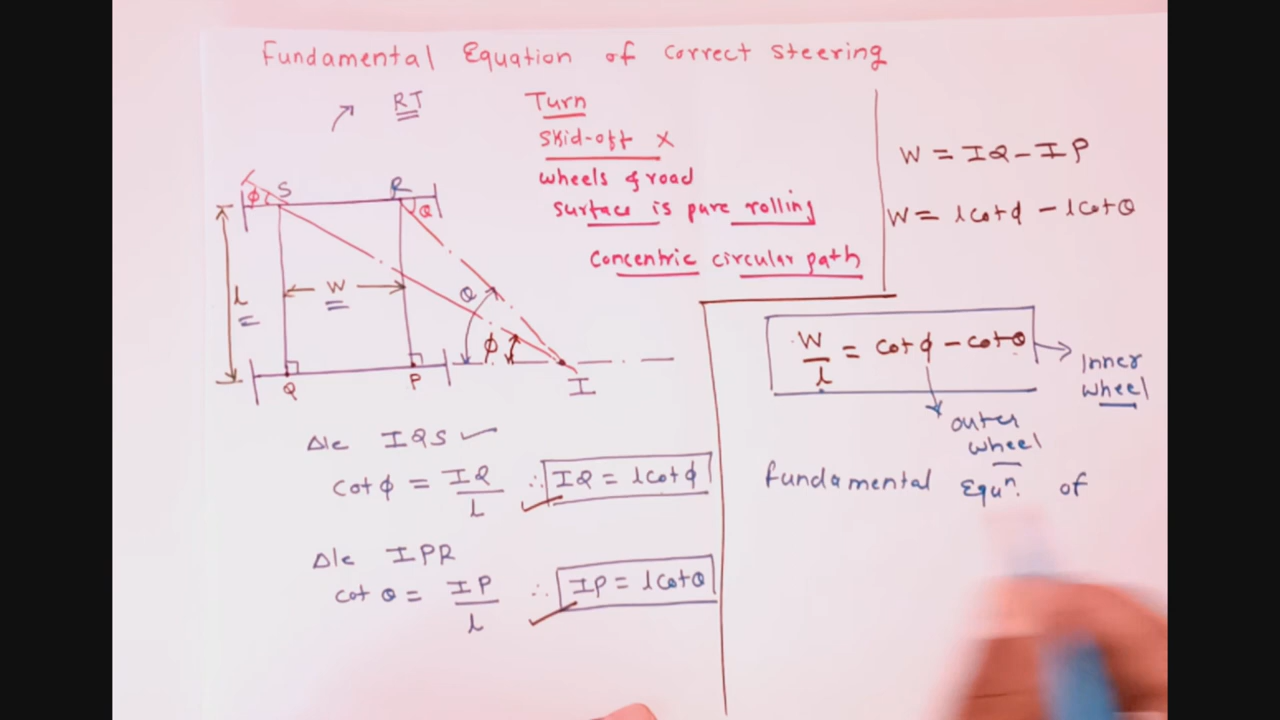 Fundamental Equation of correct steering
RT
Turn
Skid-off X
wheels & road
surface is pure rolling
Concentric circular path
ϕ S R θ
l
w
θ
ϕ
Q P I
Δle IQS ✓
cot ϕ = IQ / l ∴ IQ = l cot ϕ
Δle IPR
cot θ = IP / l ∴ IP = l cot θ
W = IQ - IP
W = l cot ϕ - l cot θ
W / l = cot ϕ - cot θ
Inner
wheel
outer
wheel
fundamental Equⁿ. of